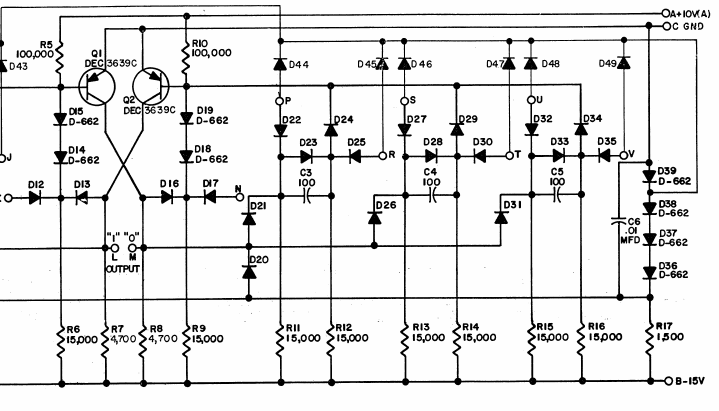 A+10V(A)
C GND
R5
100,000
Q1
DEC 3639C
R10
100,000
D43
D44
D45
D46
D47
D48
D49
Q2
DEC 3639C
P
S
U
D15
D-662
D19
D-662
D22
D24
D27
D29
D32
D34
D14
D-662
D18
D-662
D23
D25
R
D28
D30
T
D33
D35
V
J
C3
100
C4
100
C5
100
D39
D-662
D12
D13
D16
D17
N
D21
D26
D31
D38
D-662
C6
.01
MFD
D37
D-662
"1" "0"
L M
OUTPUT
D20
D36
D-662
R6
15,000
R7
4,700
R8
4,700
R9
15,000
R11
15,000
R12
15,000
R13
15,000
R14
15,000
R15
15,000
R16
15,000
R17
1,500
B-15V